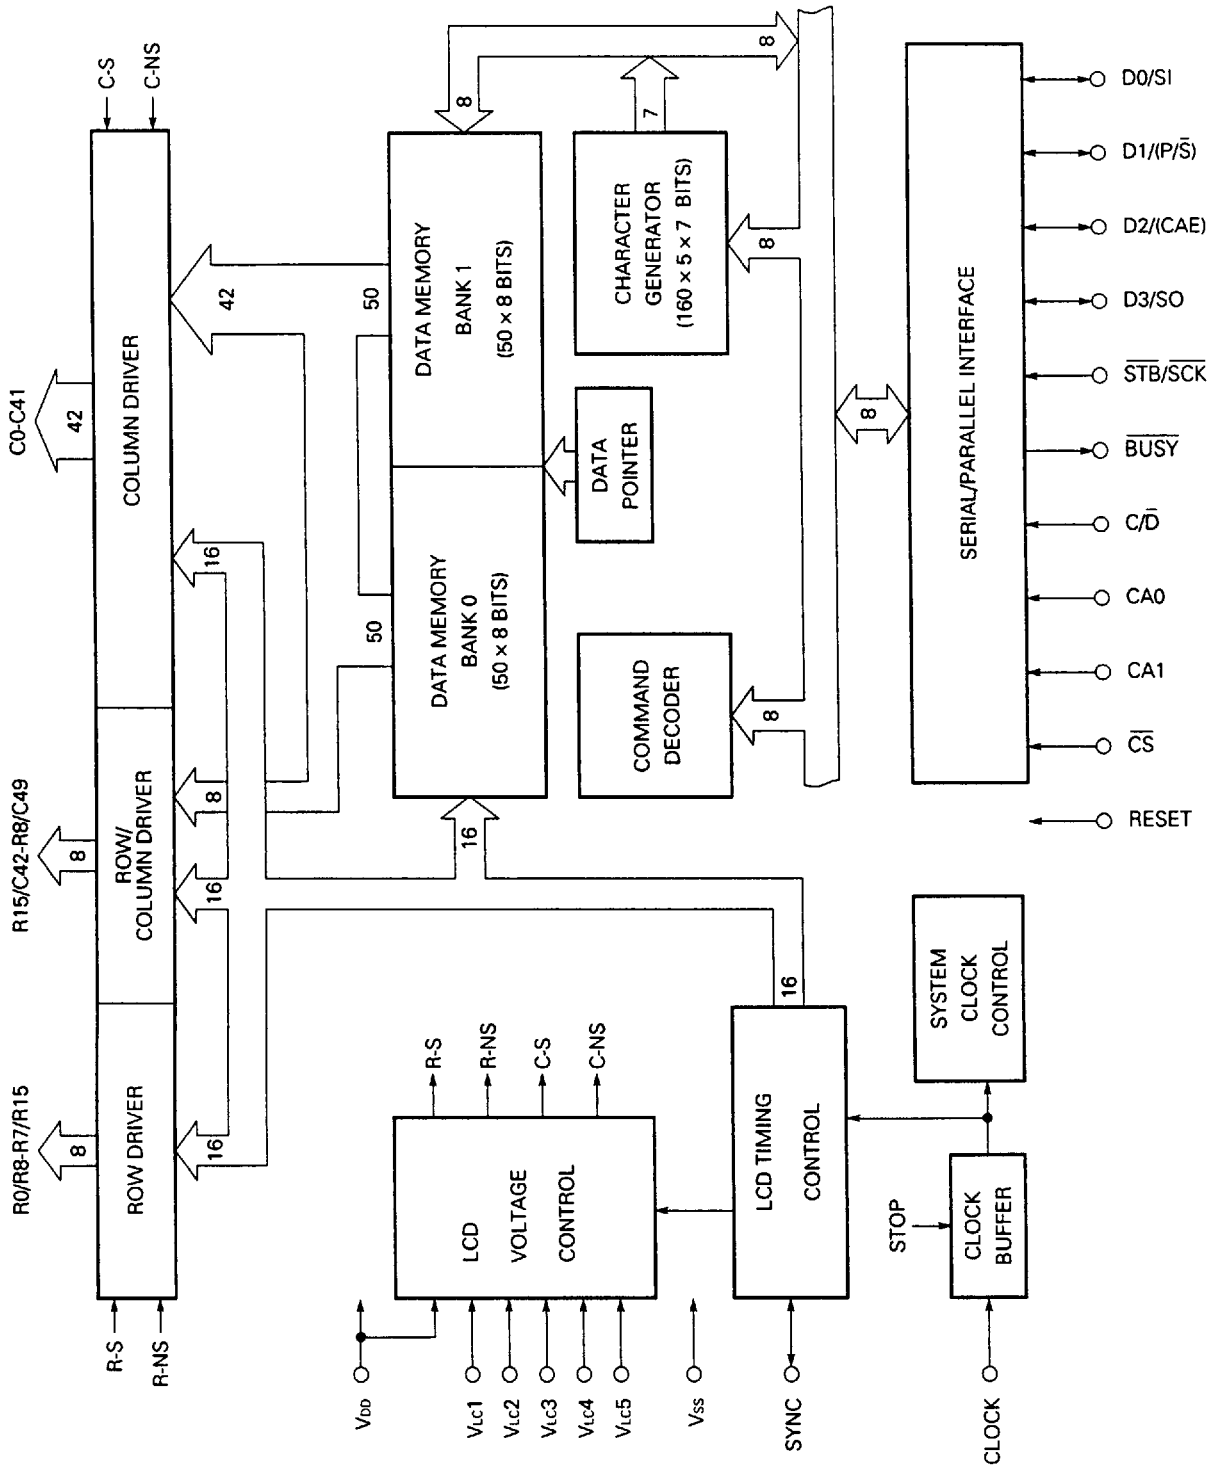 C-S
C-NS
C0-C41
42
COLUMN DRIVER
42
16
R15/C42-R8/C49
8
ROW/
COLUMN DRIVER
8
16
R0/R8-R7/R15
8
ROW DRIVER
16
R-S
R-NS
8
8
DATA MEMORY
BANK 1
(50 × 8 BITS)
50
DATA MEMORY
BANK 0
(50 × 8 BITS)
50
16
7
CHARACTER
GENERATOR
(160 × 5 × 7 BITS)
8
DATA
POINTER
COMMAND
DECODER
8
8
SERIAL/PARALLEL INTERFACE
D0/SI
D1/(P/S̅)
D2/(CAE)
D3/SO
S̅T̅B̅/S̅C̅K̅
B̅U̅S̅Y̅
C/D̅
CA0
CA1
C̅S̅
RESET
R-S
R-NS
C-S
C-NS
LCD
VOLTAGE
CONTROL
VDD
VLC1
VLC2
VLC3
VLC4
VLC5
VSS
16
LCD TIMING
CONTROL
SYNC
SYSTEM
CLOCK
CONTROL
STOP
CLOCK
BUFFER
CLOCK